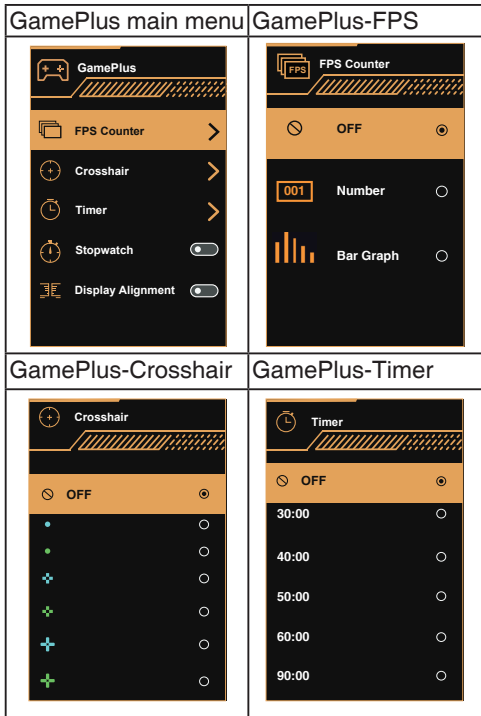 GamePlus main menu
GamePlus
FPS Counter
Crosshair
Timer
Stopwatch
Display Alignment
GamePlus-FPS
FPS
FPS Counter
OFF
001 Number
Bar Graph
GamePlus-Crosshair
Crosshair
OFF
GamePlus-Timer
Timer
OFF
30:00
40:00
50:00
60:00
90:00